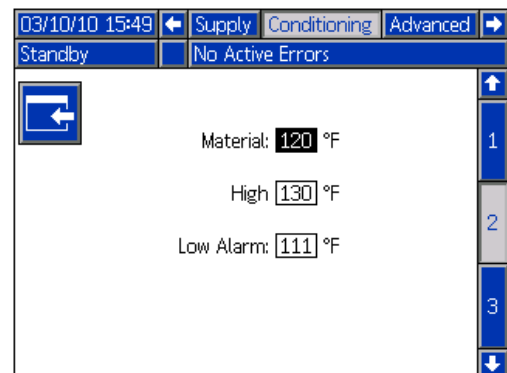 03/10/10 15:49 Supply Conditioning Advanced
Standby No Active Errors
Material: 120 °F
1
High 130 °F
2
Low Alarm: 111 °F
3